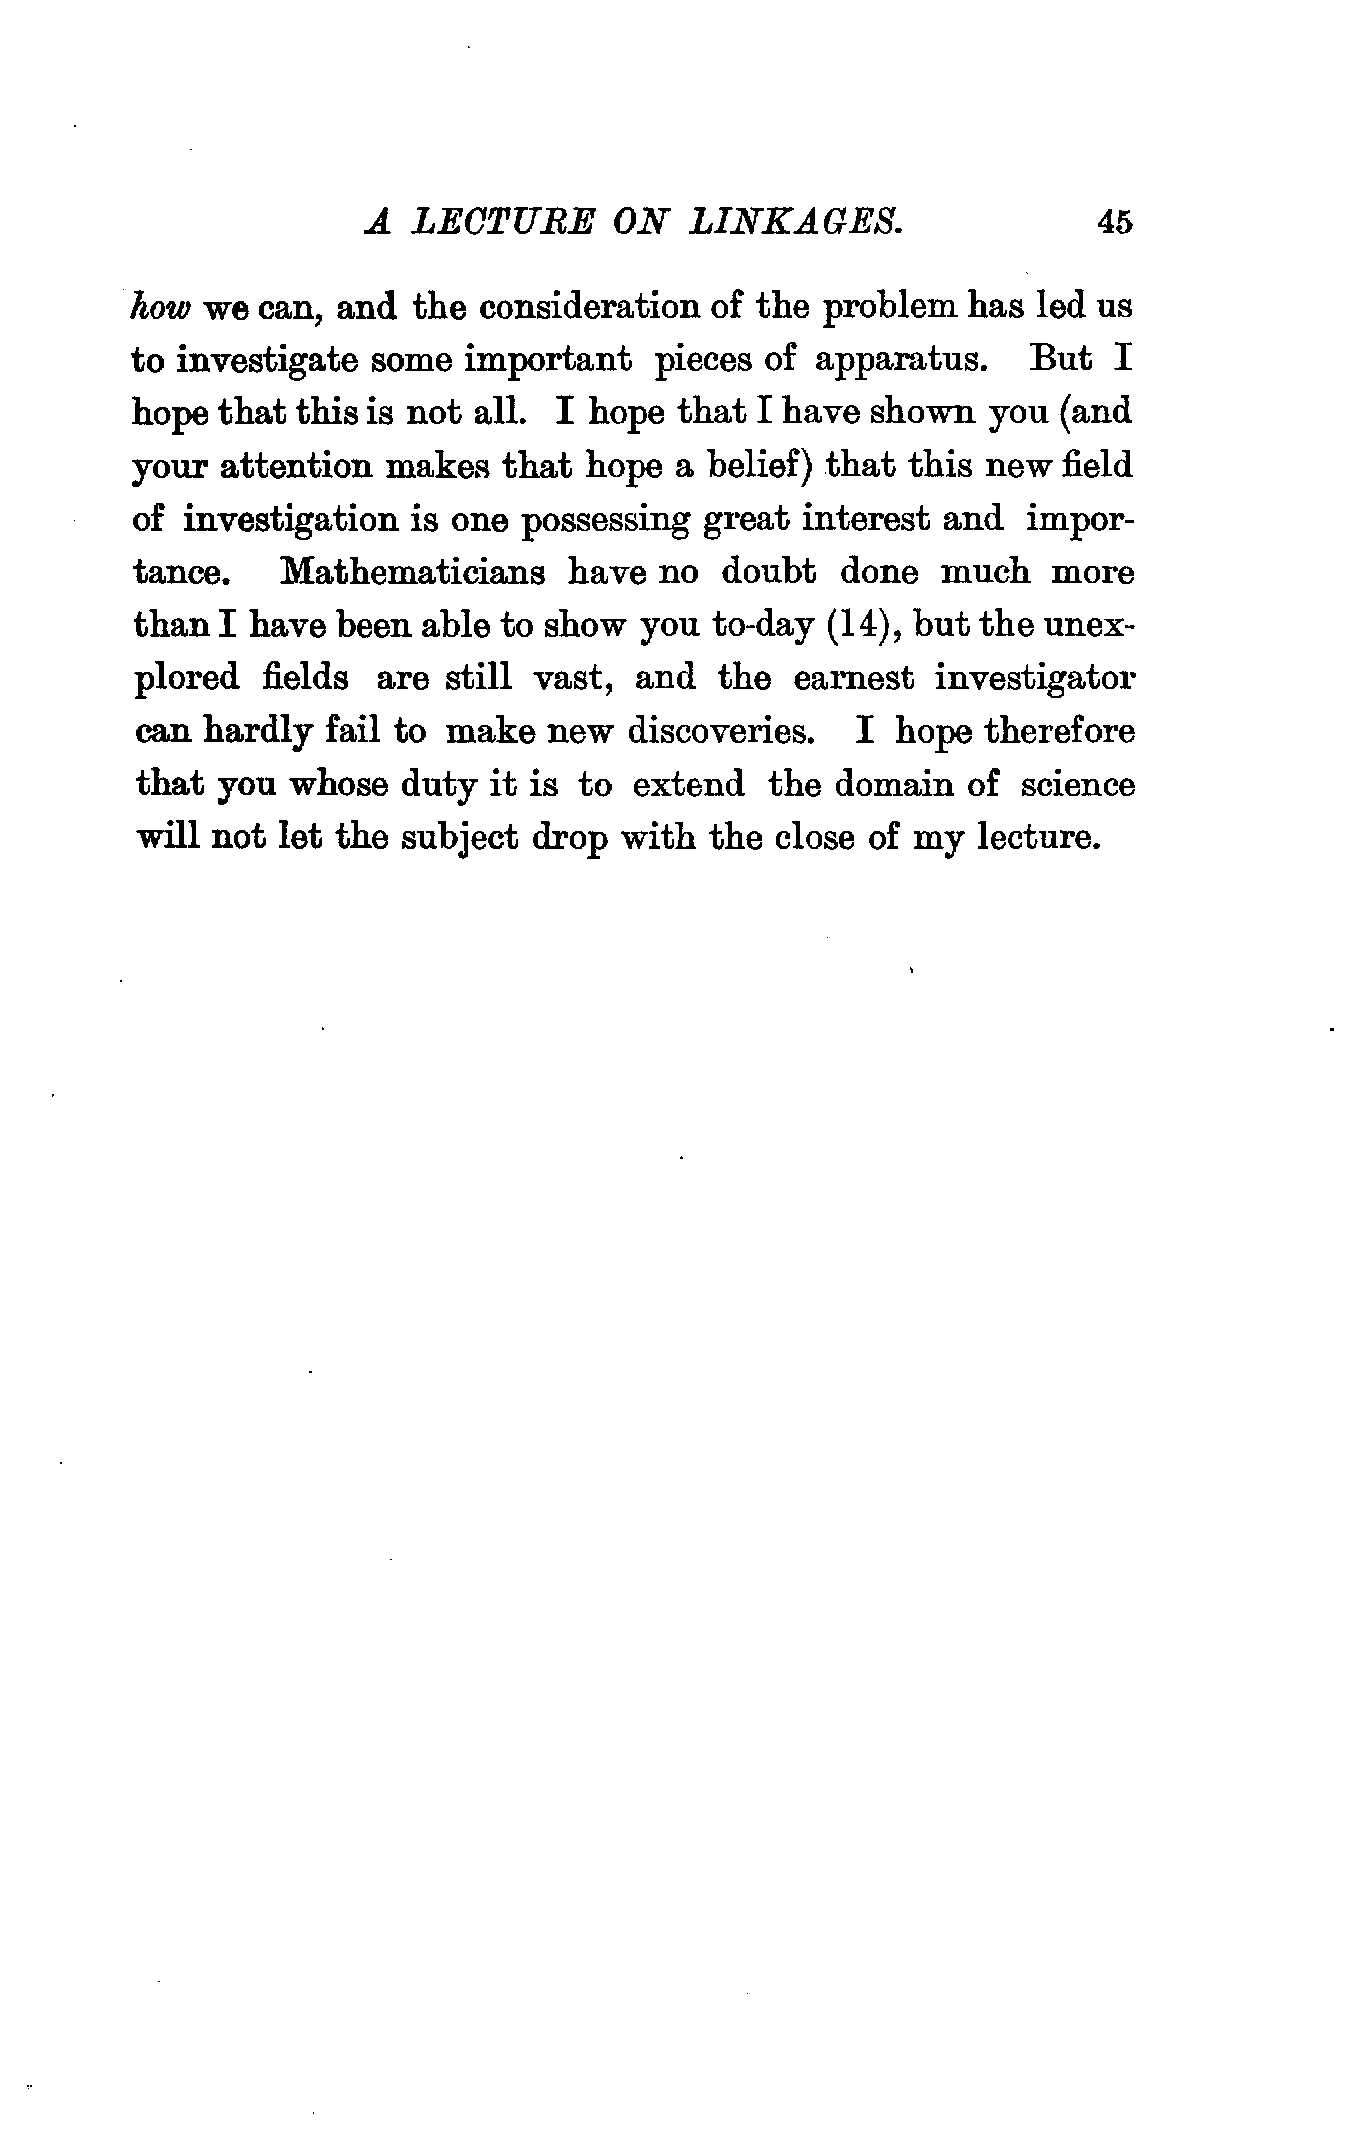 A LECTURE ON LINKAGES. 45
how we can, and the consideration of the problem has led us
to investigate some important pieces of apparatus. But I
hope that this is not all. I hope that I have shown you (and
your attention makes that hope a belief) that this new field
of investigation is one possessing great interest and impor-
tance. Mathematicians have no doubt done much more
than I have been able to show you to-day (14), but the unex-
plored fields are still vast, and the earnest investigator
can hardly fail to make new discoveries. I hope therefore
that you whose duty it is to extend the domain of science
will not let the subject drop with the close of my lecture.